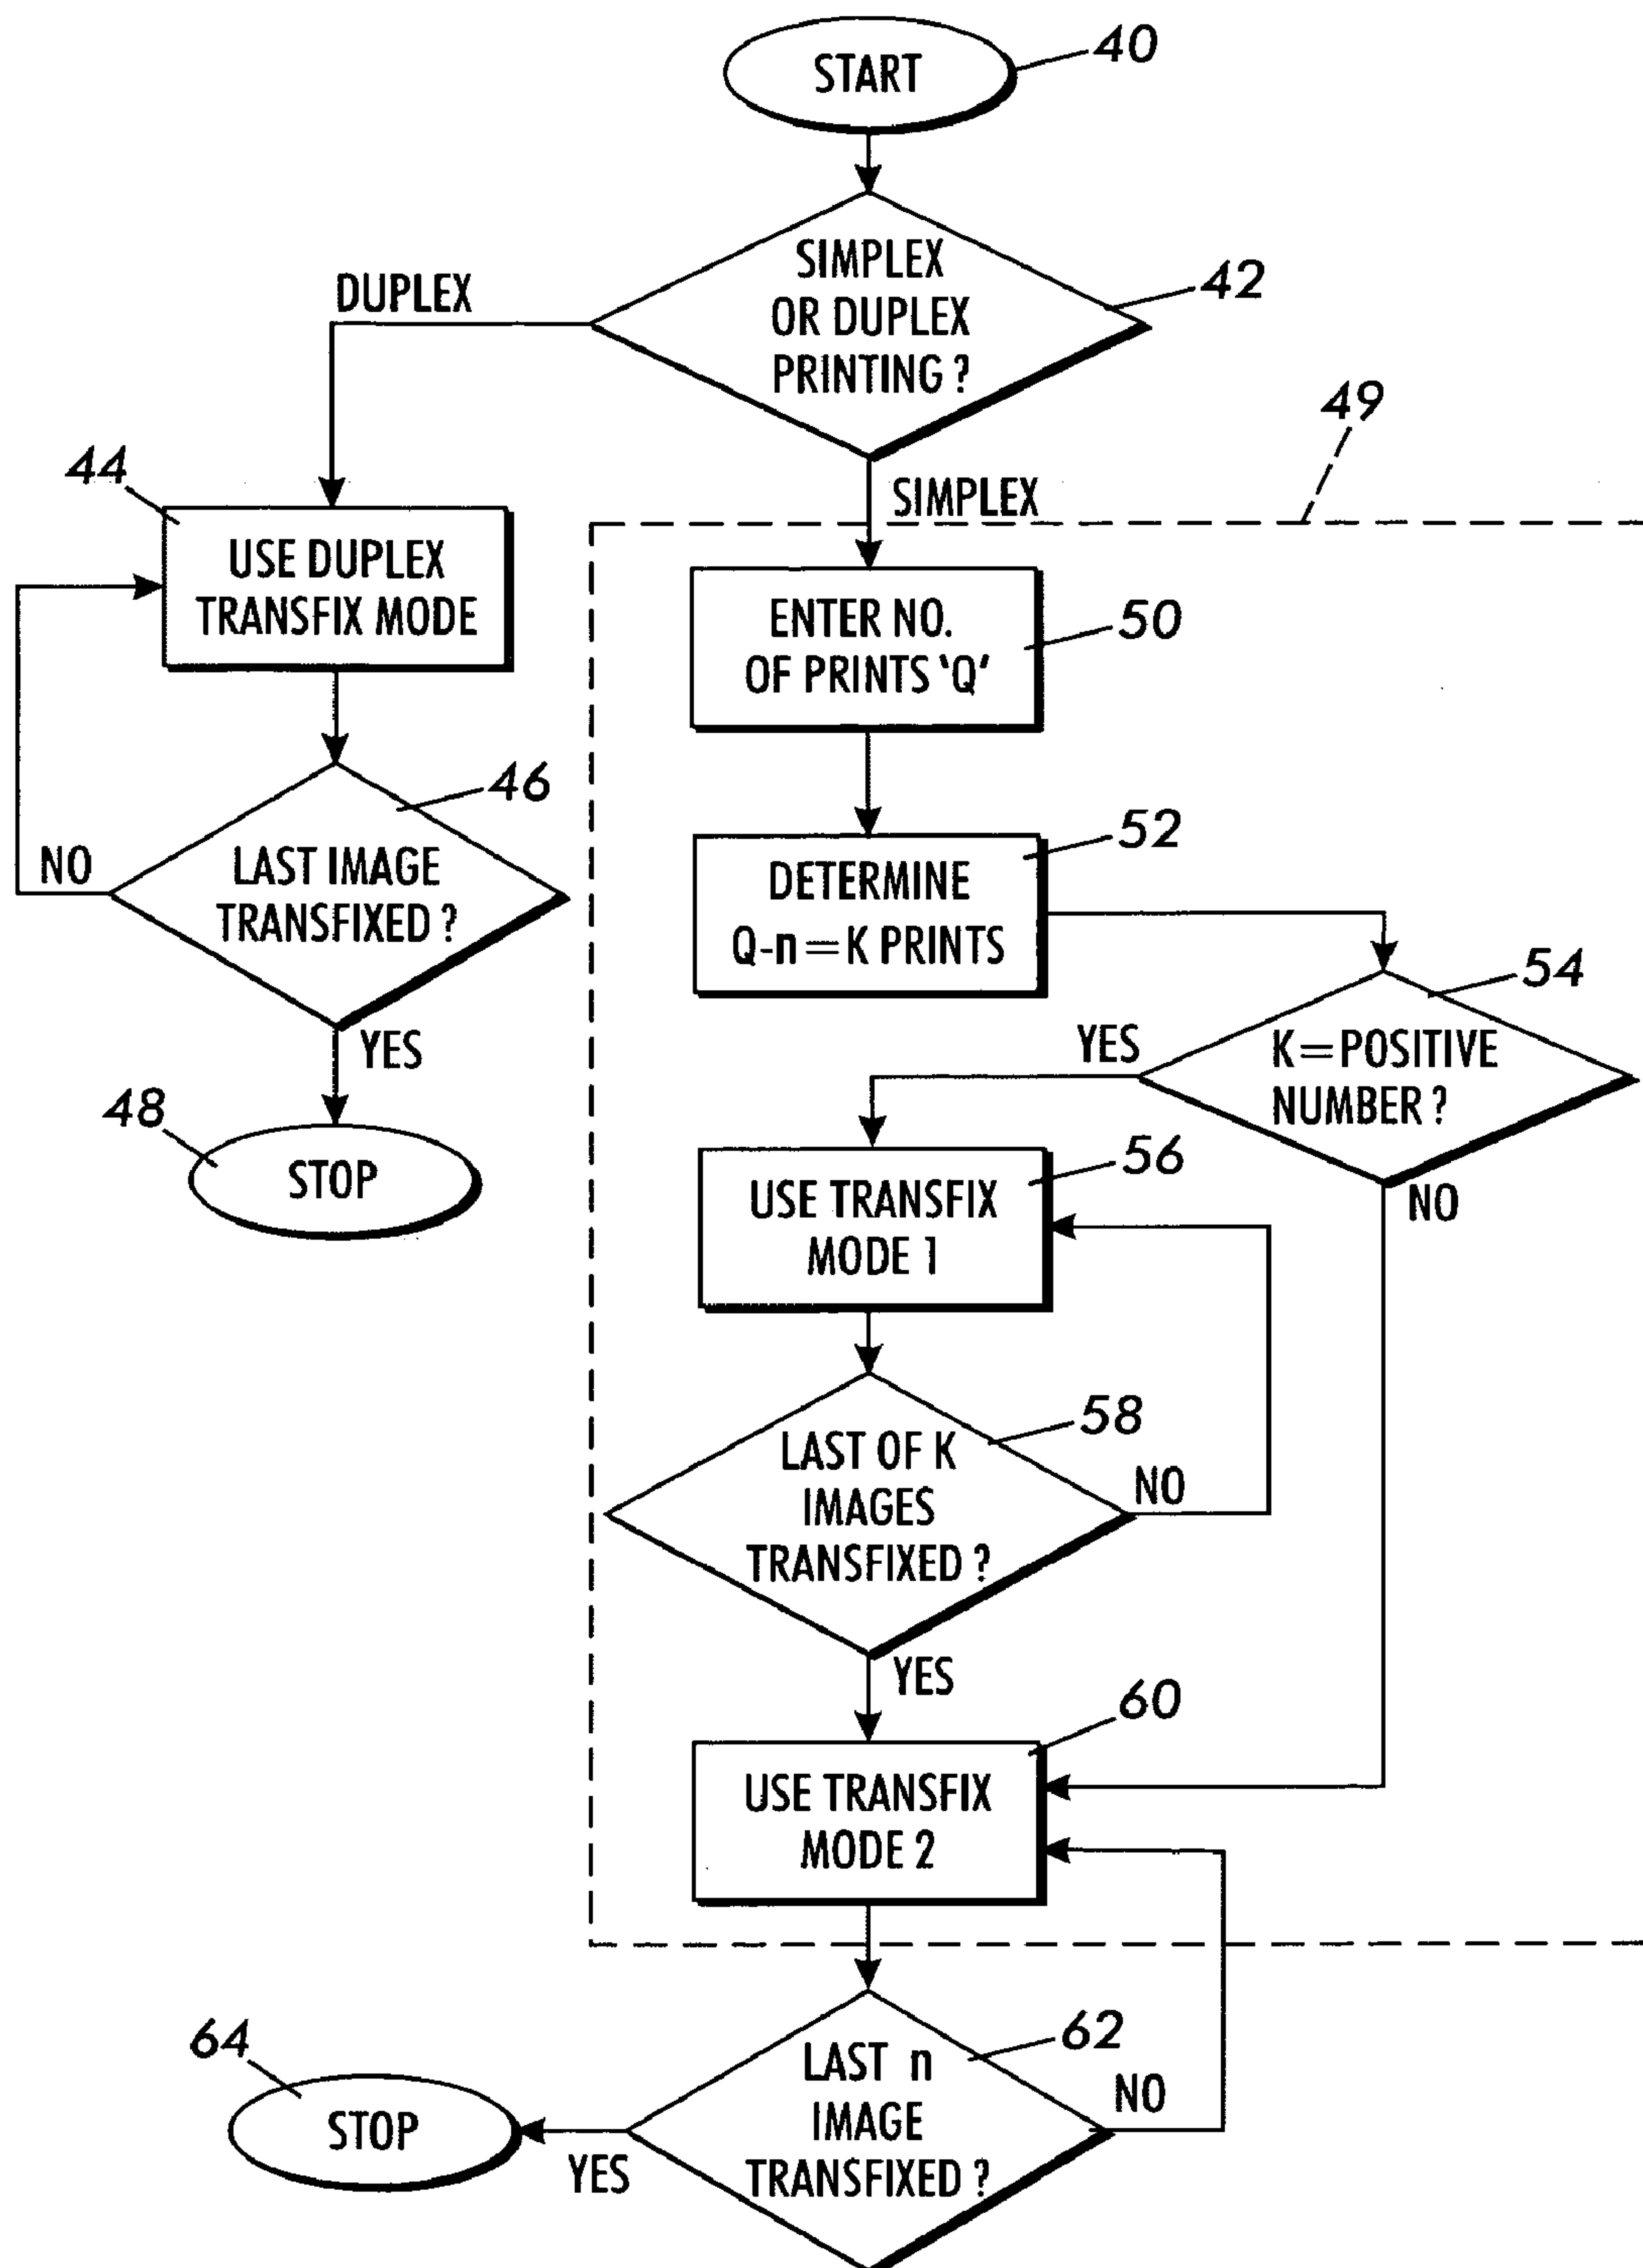 START
40
SIMPLEX
OR DUPLEX
PRINTING ?
42
DUPLEX
49
SIMPLEX
44
USE DUPLEX
TRANSFIX MODE
ENTER NO.
OF PRINTS ‘Q’
50
46
LAST IMAGE
TRANSFIXED ?
NO
YES
52
DETERMINE
Q-n=K PRINTS
54
K=POSITIVE
NUMBER ?
YES
NO
48
STOP
56
USE TRANSFIX
MODE 1
58
LAST OF K
IMAGES
TRANSFIXED ?
NO
YES
60
USE TRANSFIX
MODE 2
62
LAST n
IMAGE
TRANSFIXED ?
NO
YES
64
STOP